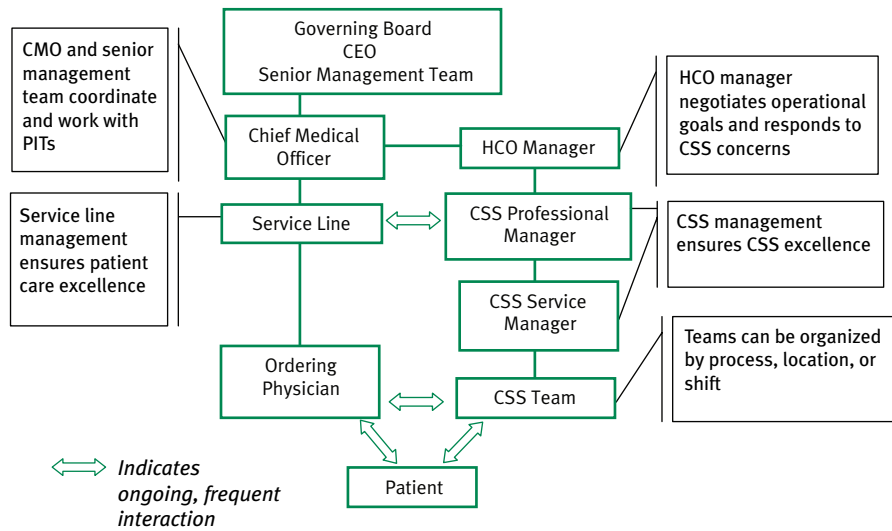 Governing Board
CEO
Senior Management Team
CMO and senior
management
team coordinate
and work with
PITs
HCO manager
negotiates operational
goals and responds to
CSS concerns
Chief Medical
Officer
HCO Manager
Service line
management
ensures patient
care excellence
Service Line
CSS Professional
Manager
CSS management
ensures CSS excellence
CSS Service
Manager
Ordering
Physician
CSS Team
Teams can be organized
by process, location, or
shift
Patient
Indicates
ongoing, frequent
interaction